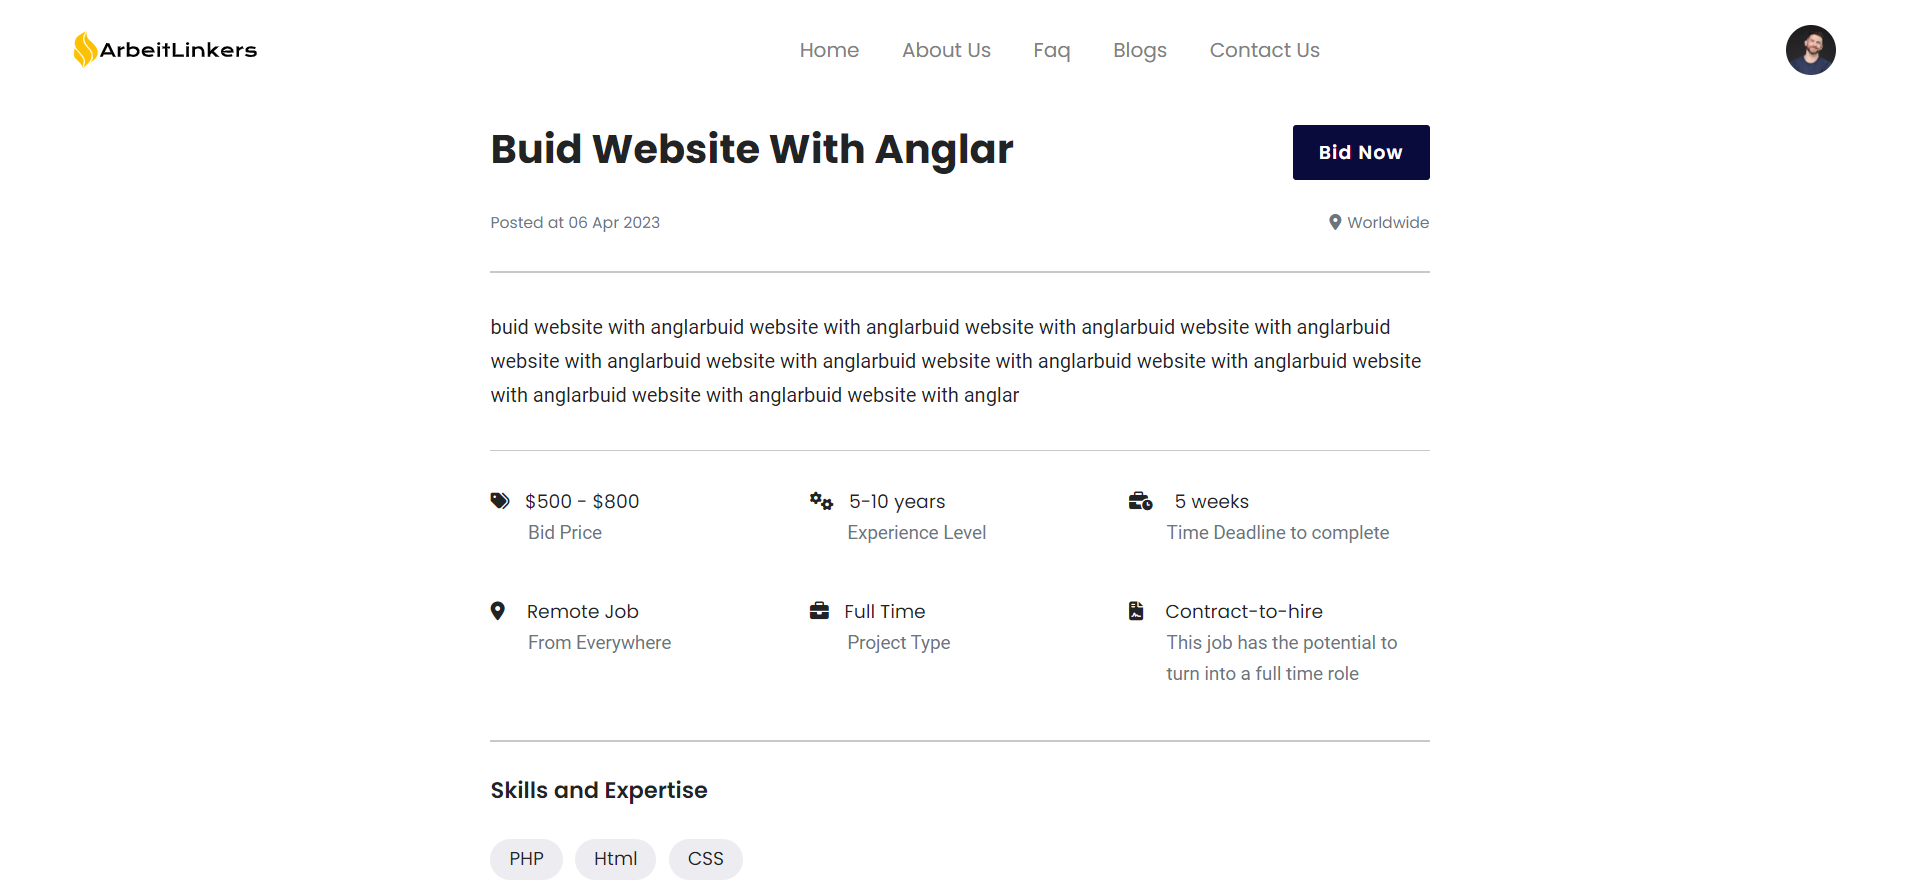 ArbeitLinkers
Home About Us Faq Blogs Contact Us
Buid Website With Anglar
Bid Now
Posted at 06 Apr 2023
Worldwide
buid website with anglarbuid website with anglarbuid website with anglarbuid website with anglarbuid
website with anglarbuid website with anglarbuid website with anglarbuid website with anglarbuid website
with anglarbuid website with anglarbuid website with anglar
$500 - $800
Bid Price
5-10 years
Experience Level
5 weeks
Time Deadline to complete
Remote Job
From Everywhere
Full Time
Project Type
Contract-to-hire
This job has the potential to
turn into a full time role
Skills and Expertise
PHP Html CSS